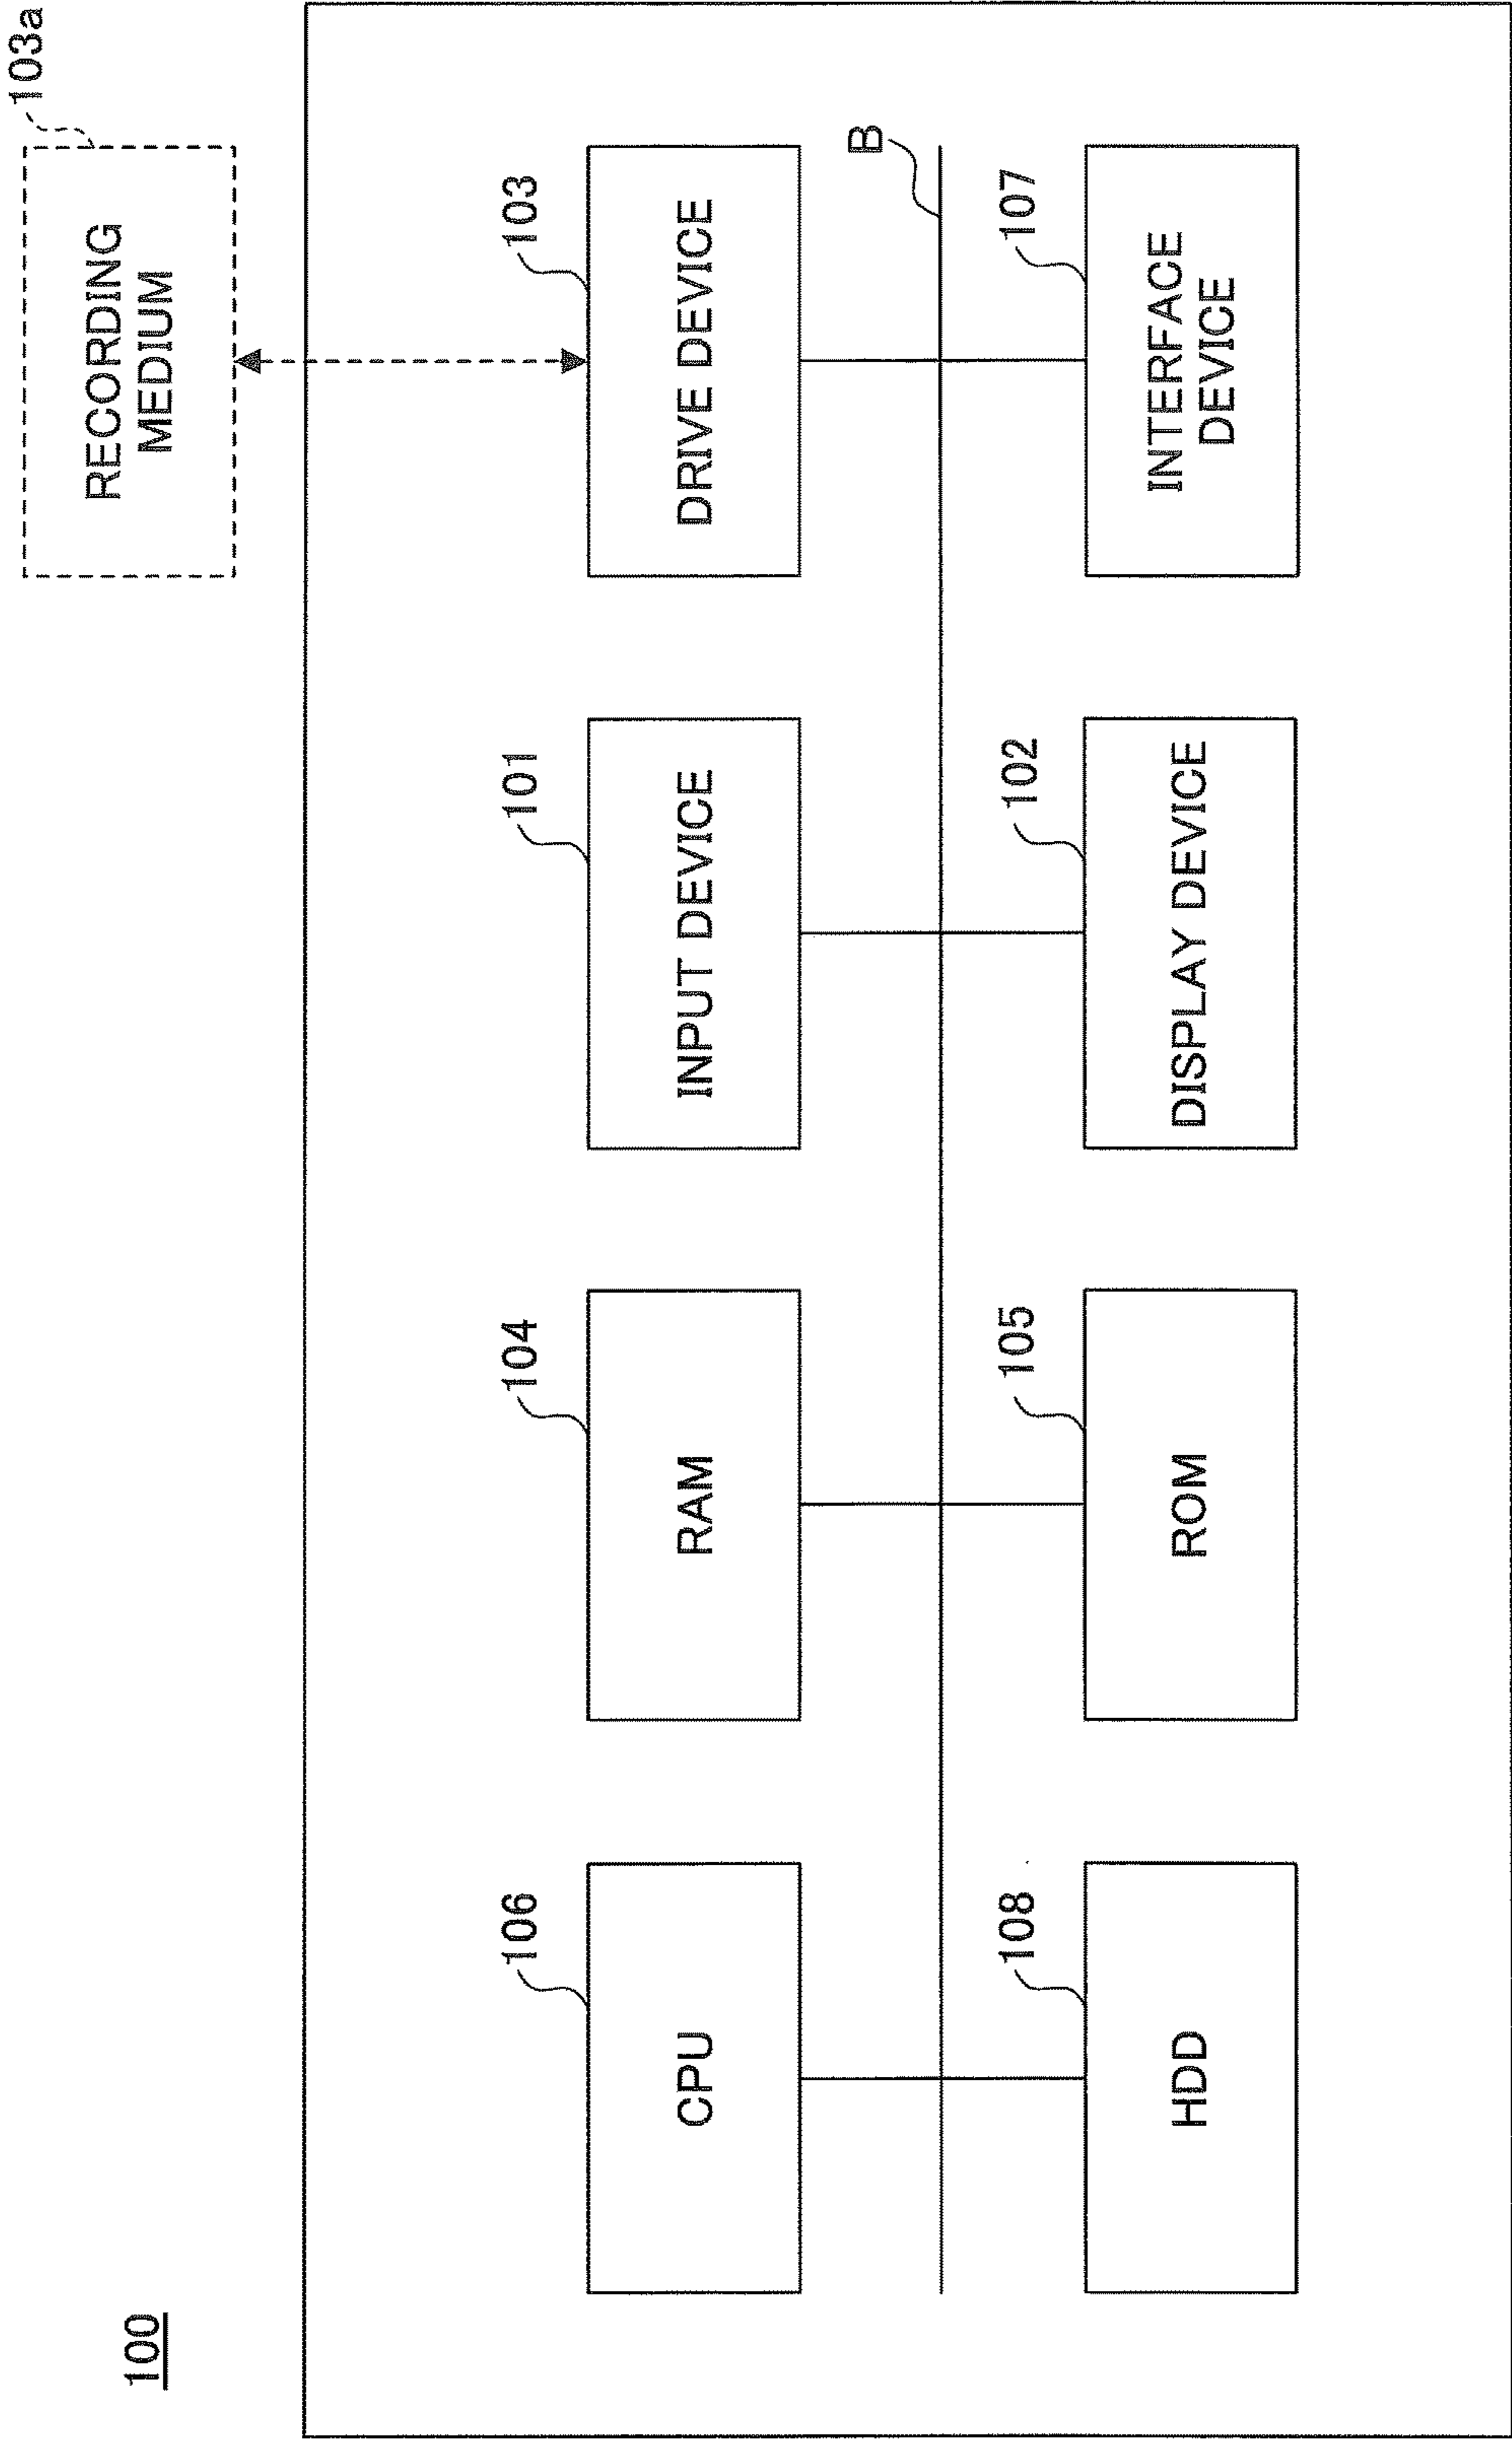 100
103a
RECORDING
MEDIUM
106
CPU
104
RAM
101
INPUT DEVICE
103
DRIVE DEVICE
B
108
HDD
105
ROM
102
DISPLAY DEVICE
107
INTERFACE
DEVICE